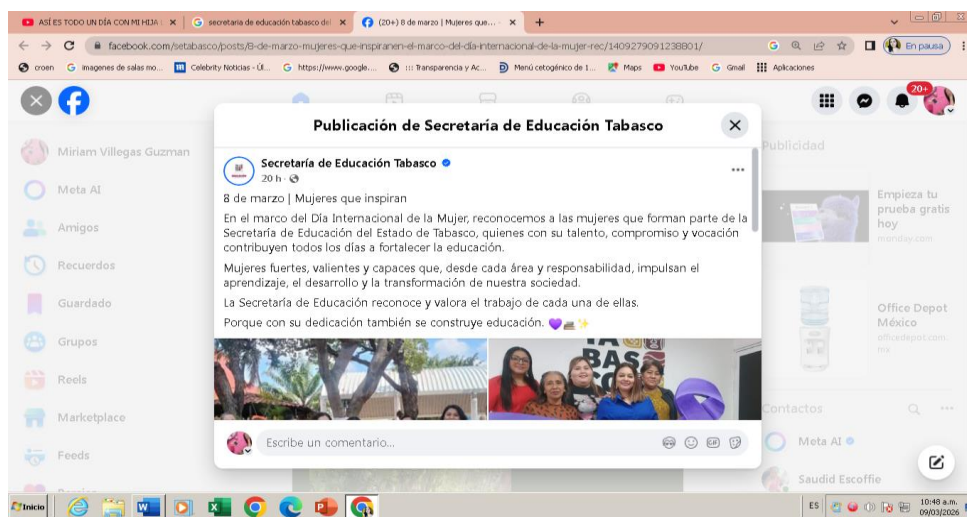 ASÍ ES TODO UN DÍA CON MI HIJA
secretaria de educación tabasco del
(20+) 8 de marzo | Mujeres que...
facebook.com/setabasco/posts/8-de-marzo-mujeres-que-inspiranen-el-marco-del-día-internacional-de-la-mujer-rec/1409279091238801/
En pausa
croen
imagenes de salas mo...
Celebrity Noticias - Úl...
https://www.google....
::: Transparencia y Ac...
Menú cetogénico de 1...
Maps
YouTube
Gmail
Aplicaciones
20+
Publicación de Secretaría de Educación Tabasco
Miriam Villegas Guzman
Meta AI
Amigos
Recuerdos
Guardado
Grupos
Reels
Marketplace
Feeds
Secretaría de Educación Tabasco
20 h ·
8 de marzo | Mujeres que inspiran
En el marco del Día Internacional de la Mujer, reconocemos a las mujeres que forman parte de la
Secretaría de Educación del Estado de Tabasco, quienes con su talento, compromiso y vocación
contribuyen todos los días a fortalecer la educación.
Mujeres fuertes, valientes y capaces que, desde cada área y responsabilidad, impulsan el
aprendizaje, el desarrollo y la transformación de nuestra sociedad.
La Secretaría de Educación reconoce y valora el trabajo de cada una de ellas.
Porque con su dedicación también se construye educación.
TA
BAS
CO
Escribe un comentario...
GIF
Publicidad
Empieza tu
prueba gratis
hoy
monday.com
Office Depot
México
officedepot.com.
mx
Contactos
Meta AI
Saudid Escoffie
Inicio
ES
10:48 a.m.
09/03/2026